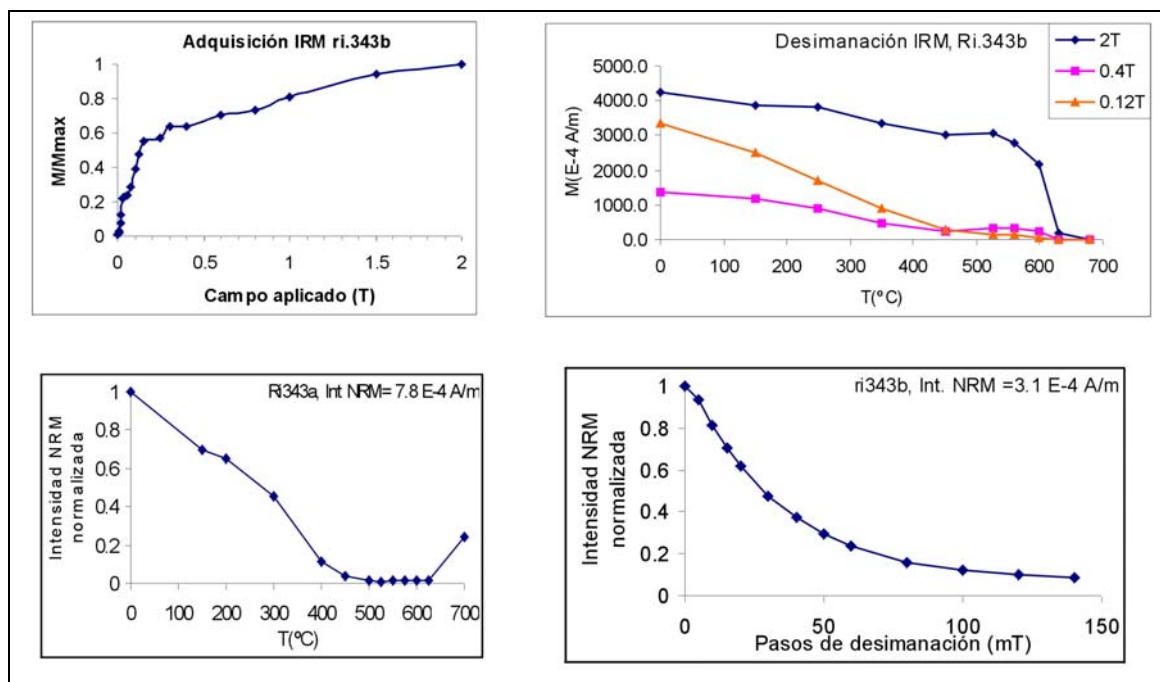 Adquisición IRM ri.343b
M/Mmax
1
0.8
0.6
0.4
0.2
0
0 0.5 1 1.5 2
Campo aplicado (T)
Desimanación IRM, Ri.343b
2T
0.4T
0.12T
M(E-4 A/m)
5000.0
4000.0
3000.0
2000.0
1000.0
0.0
0 100 200 300 400 500 600 700
T(ºC)
Ri343a, Int NRM= 7.8 E-4 A/m
Intensidad NRM
normalizada
1
0.8
0.6
0.4
0.2
0
0 100 200 300 400 500 600 700
T(ºC)
ri343b, Int. NRM =3.1 E-4 A/m
Intensidad NRM
normalizado
1
0.8
0.6
0.4
0.2
0
0 50 100 150
Pasos de desimanación (mT)